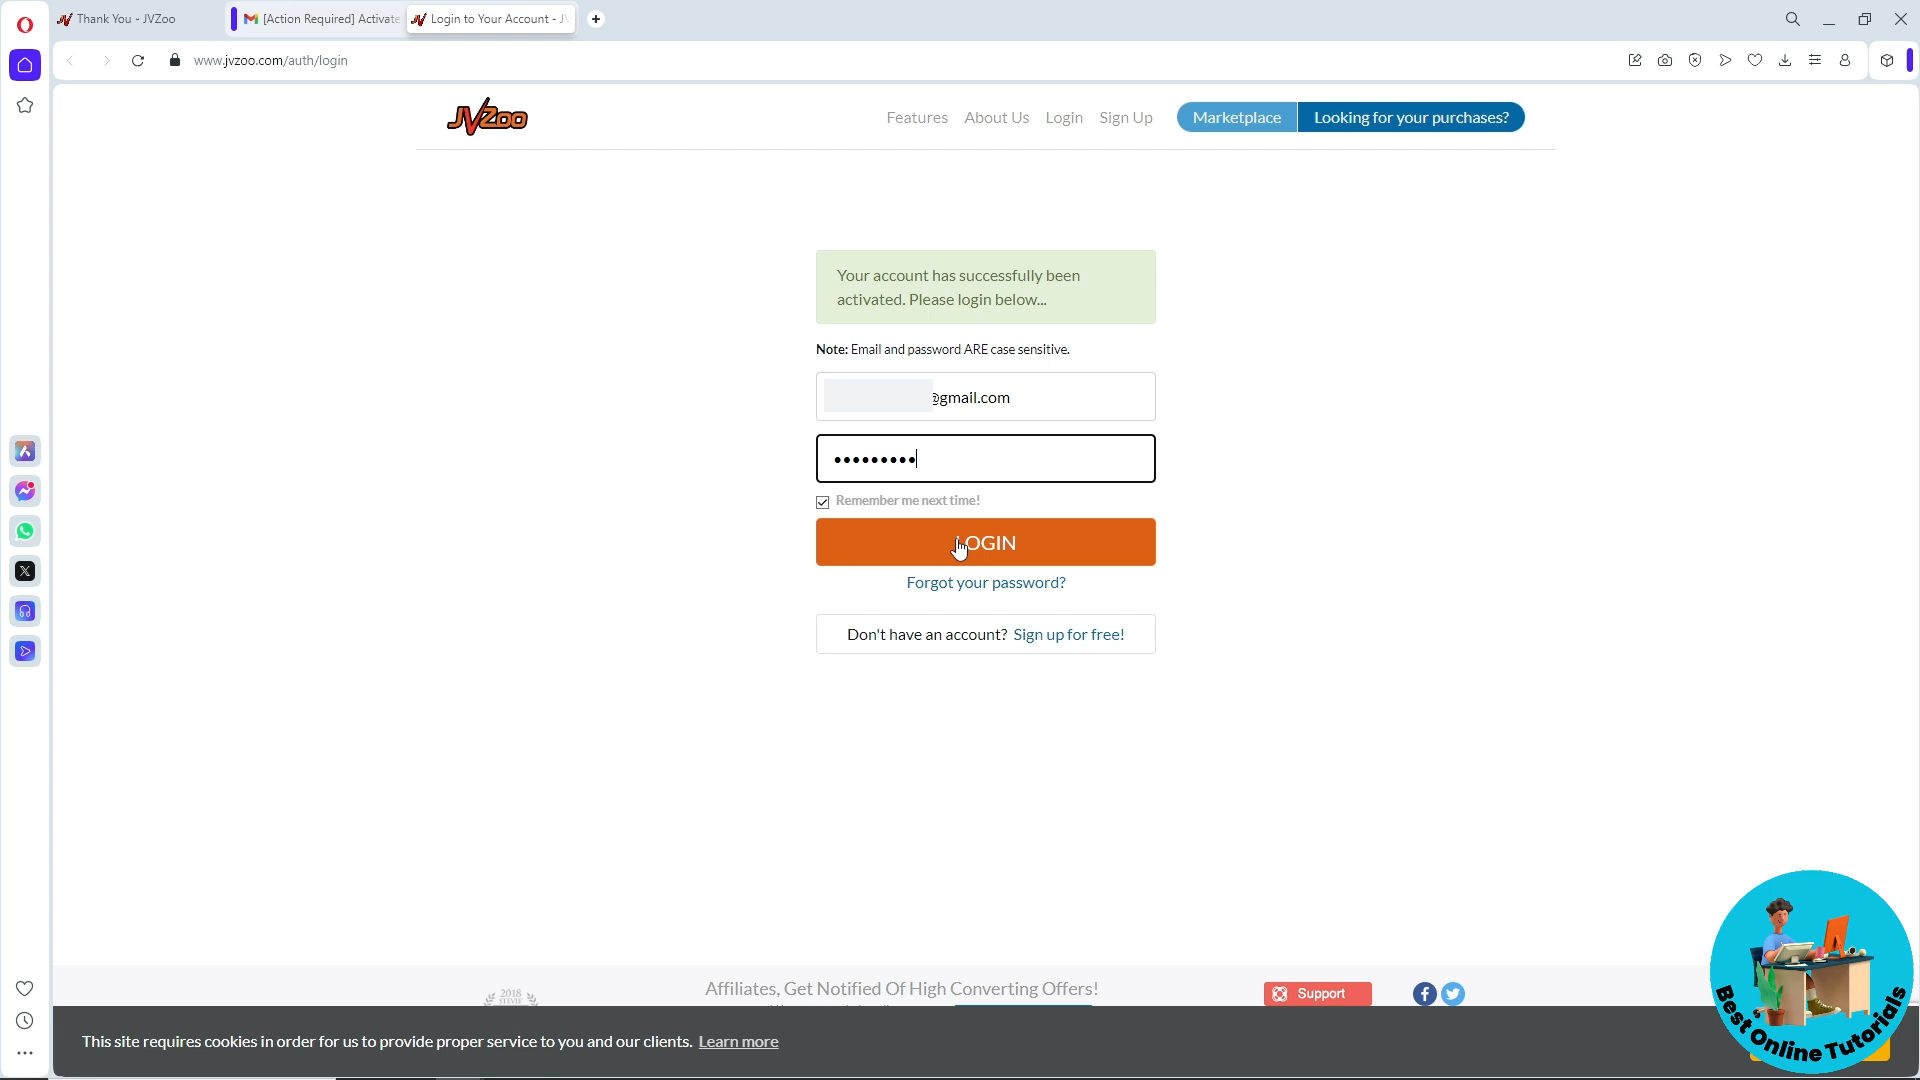 Thank You - JVZoo
[Action Required] Activate
Login to Your Account - JV
www.jvzoo.com/auth/login
JVZoo
Features About Us Login Sign Up Marketplace Looking for your purchases?
Your account has successfully been
activated. Please login below...
Note: Email and password ARE case sensitive.
@gmail.com
Remember me next time!
LOGIN
Forgot your password?
Don't have an account? Sign up for free!
2018
STEVIE
Affiliates, Get Notified Of High Converting Offers!
Support
This site requires cookies in order for us to provide proper service to you and our clients. Learn more
Best Online Tutorials